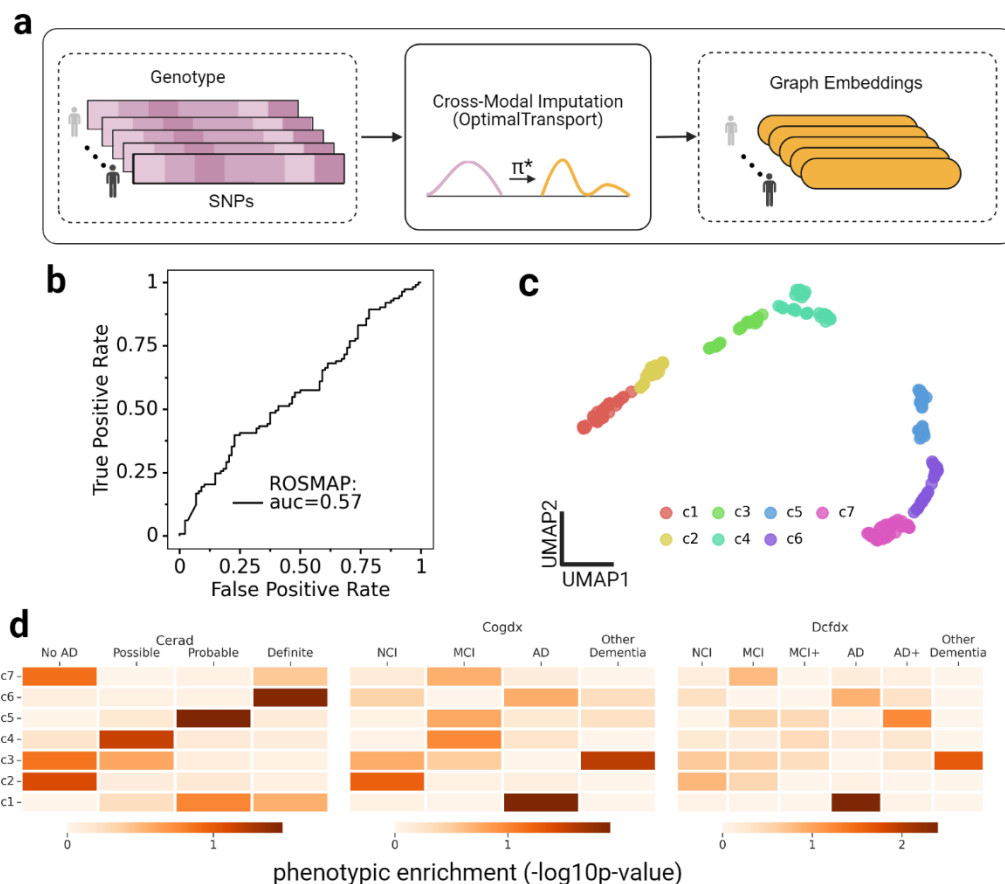 a
Genotype
SNPs
Cross-Modal Imputation
(OptimalTransport)
π*
Graph Embeddings
b
True Positive Rate
1
0.75
0.50
0.25
0
ROSMAP:
auc=0.57
0 0.25 0.50 0.75 1
False Positive Rate
c
UMAP2
UMAP1
c1 c3 c5 c7
c2 c4 c6
d
Cerad
No AD Possible Probable Definite
Cogdx
NCI MCI AD Other Dementia
Dcfdx
NCI MCI MCI+ AD AD+ Other Dementia
c7
c6
c5
c4
c3
c2
c1
0 1
0 1
0 1 2
phenotypic enrichment (-log10p-value)